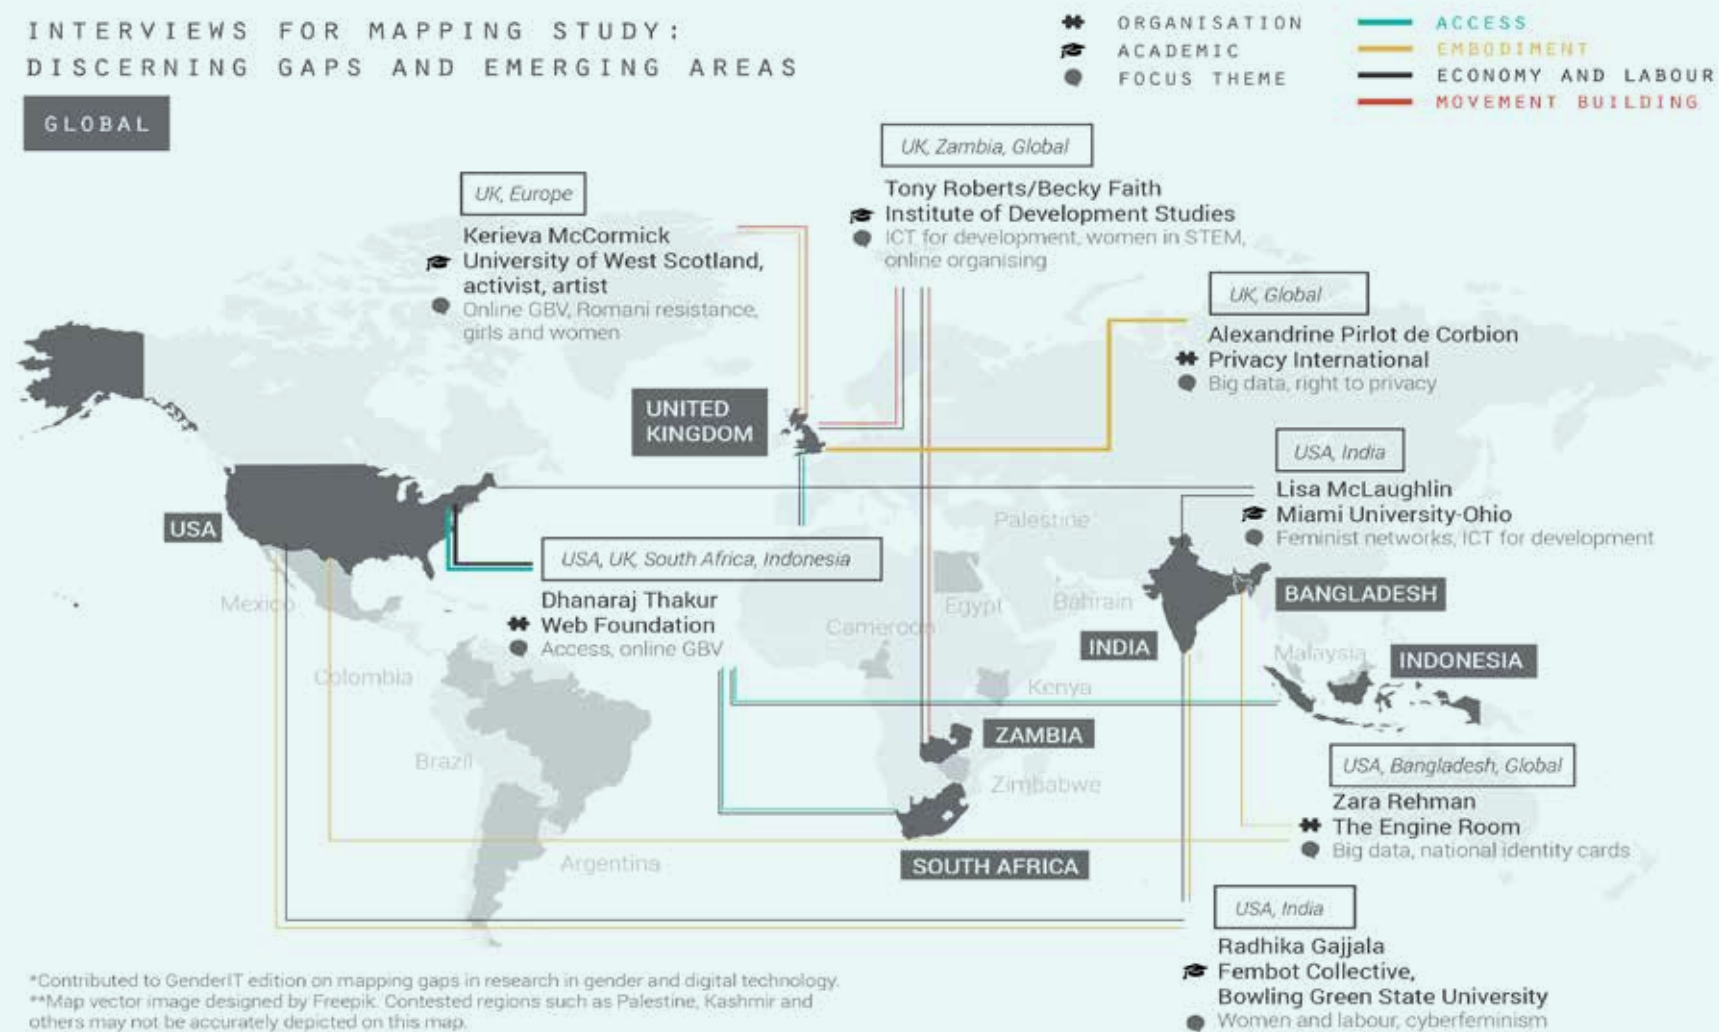 INTERVIEWS FOR MAPPING STUDY:
DISCERNING GAPS AND EMERGING AREAS
GLOBAL
ORGANISATION
ACADEMIC
FOCUS THEME
ACCESS
EMBODIMENT
ECONOMY AND LABOUR
MOVEMENT BUILDING
UK, Europe
Kerieva McCormick
University of West Scotland,
activist, artist
Online GBV, Romani resistance,
girls and women
UK, Zambia, Global
Tony Roberts/Becky Faith
Institute of Development Studies
ICT for development, women in STEM,
online organising
UK, Global
Alexandrine Pirlot de Corbion
Privacy International
Big data, right to privacy
UNITED
KINGDOM
USA, India
Lisa McLaughlin
Miami University-Ohio
Feminist networks, ICT for development
USA
Palestine
USA, UK, South Africa, Indonesia
Dhanaraj Thakur
Web Foundation
Access, online GBV
Mexico
Egypt
Bahrain
BANGLADESH
Cameroon
INDIA
Malaysia
INDONESIA
Colombia
Kenya
ZAMBIA
Brazil
Zimbabwe
USA, Bangladesh, Global
Zara Rehman
The Engine Room
Big data, national identity cards
Argentina
SOUTH AFRICA
USA, India
Radhika Gajjala
Fembot Collective,
Bowling Green State University
Women and labour, cyberfeminism
*Contributed to GenderIT edition on mapping gaps in research in gender and digital technology.
**Map vector image designed by Freepik. Contested regions such as Palestine, Kashmir and
others may not be accurately depicted on this map.